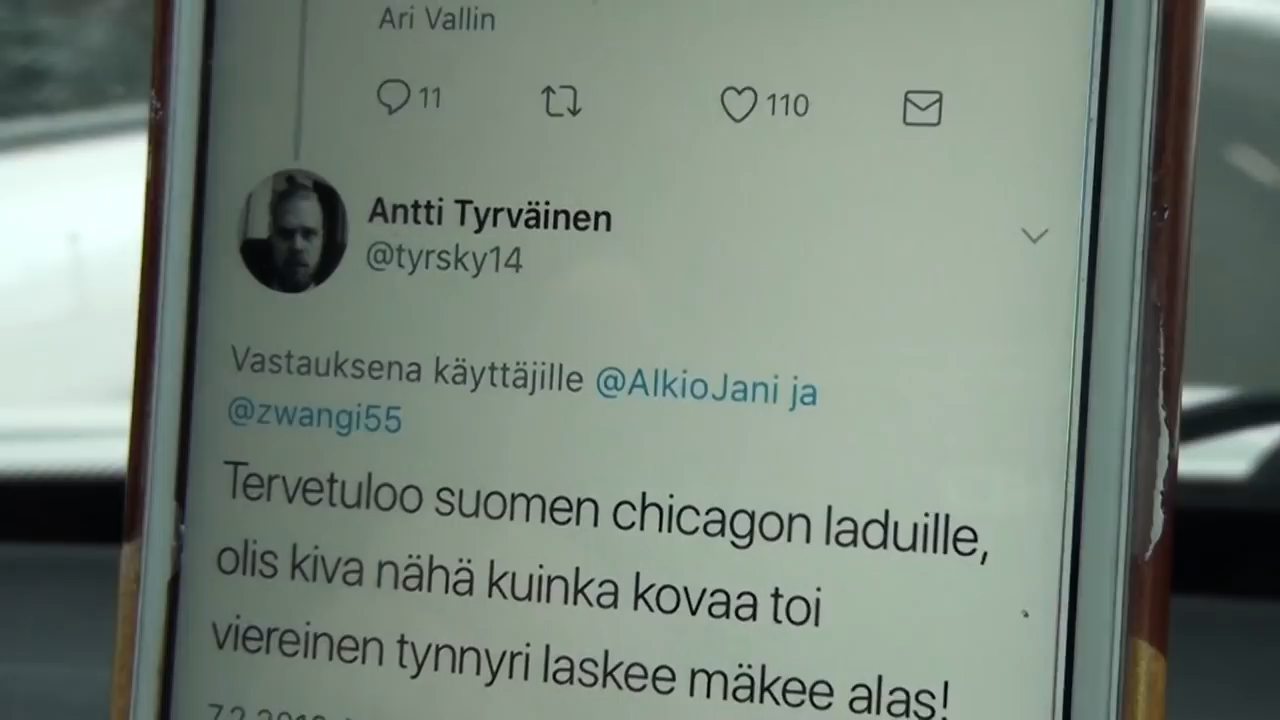 Ari Vallin
11 110
Antti Tyrväinen
@tyrsky14
Vastauksena käyttäjille @AlkioJani ja
@zwangi55
Tervetuloo suomen chicagon laduille,
olis kiva nähä kuinka kovaa toi
viereinen tynnyri laskee mäkee alas!